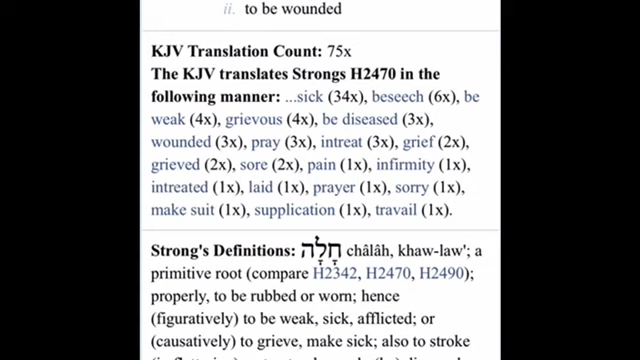 ii. to be wounded
KJV Translation Count: 75x
The KJV translates Strongs H2470 in the
following manner: ...sick (34x), beseech (6x), be
weak (4x), grievous (4x), be diseased (3x),
wounded (3x), pray (3x), intreat (3x), grief (2x),
grieved (2x), sore (2x), pain (1x), infirmity (1x),
intreated (1x), laid (1x), prayer (1x), sorry (1x),
make suit (1x), supplication (1x), travail (1x).
Strong's Definitions: חָלָה châlâh, khaw-law'; a
primitive root (compare H2342, H2470, H2490);
properly, to be rubbed or worn; hence
(figuratively) to be weak, sick, afflicted; or
(causatively) to grieve, make sick; also to stroke